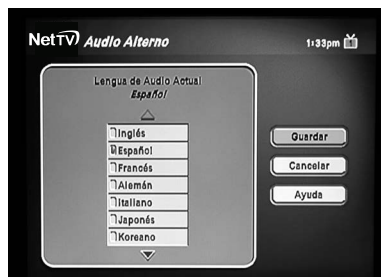 NetTV Audio Alterno
1:33pm 1
Lengua de Audio Actual
Español
Inglés
Español
Francés
Alemán
Italiano
Japonés
Koreano
Guardar
Cancelar
Ayuda